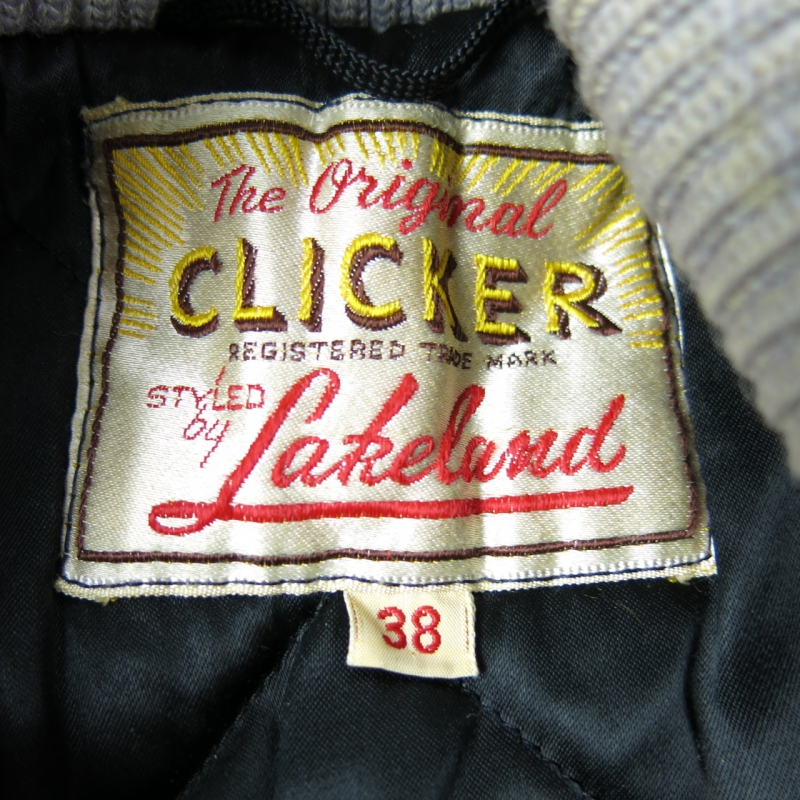 The Original
CLICKER
REGISTERED TRADE MARK
STYLED
by
Lakeland
38